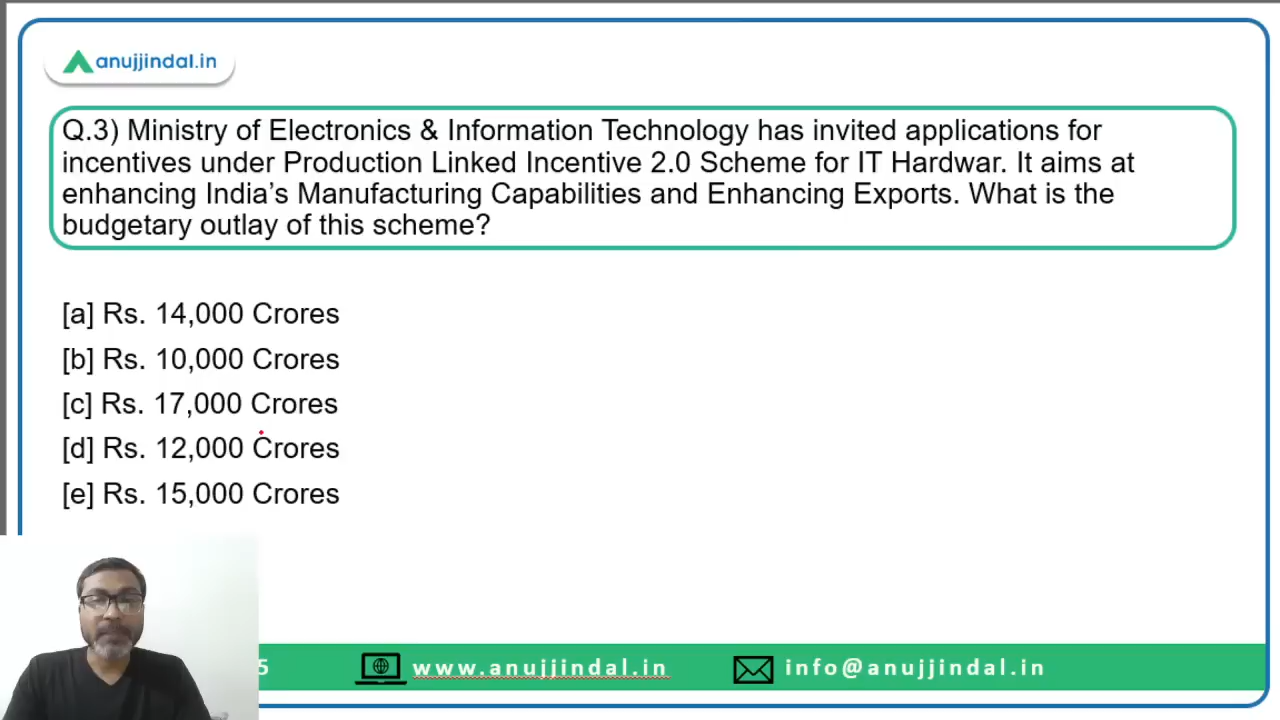 anujjindal.in
Q.3) Ministry of Electronics & Information Technology has invited applications for
incentives under Production Linked Incentive 2.0 Scheme for IT Hardwar. It aims at
enhancing India’s Manufacturing Capabilities and Enhancing Exports. What is the
budgetary outlay of this scheme?
[a] Rs. 14,000 Crores
[b] Rs. 10,000 Crores
[c] Rs. 17,000 Crores
[d] Rs. 12,000 Crores
[e] Rs. 15,000 Crores
5 www.anujjindal.in info@anujjindal.in